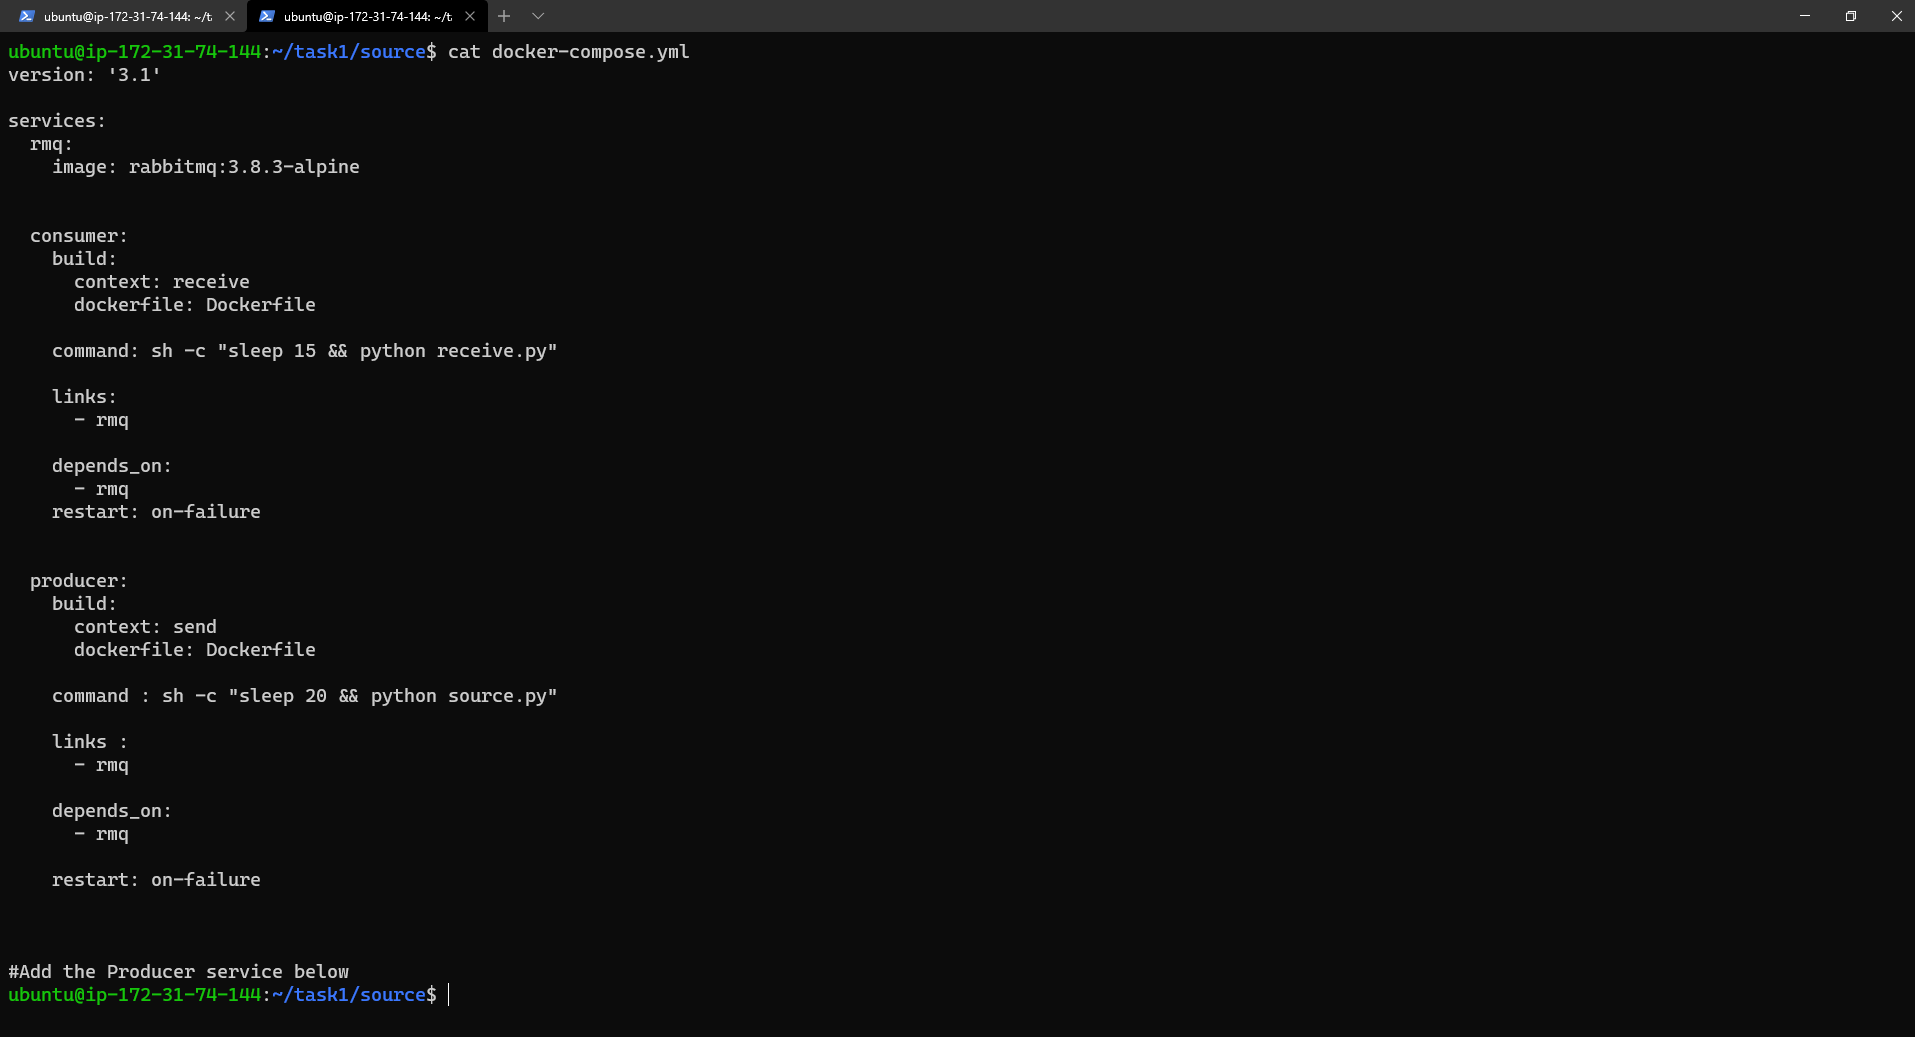 ubuntu@ip-172-31-74-144: ~/ta
ubuntu@ip-172-31-74-144: ~/t
ubuntu@ip-172-31-74-144:~/task1/source$ cat docker-compose.yml
version: '3.1'
services:
  rmq:
    image: rabbitmq:3.8.3-alpine
  consumer:
    build:
      context: receive
      dockerfile: Dockerfile
    command: sh -c "sleep 15 && python receive.py"
    links:
      - rmq
    depends_on:
      - rmq
    restart: on-failure
  producer:
    build:
      context: send
      dockerfile: Dockerfile
    command : sh -c "sleep 20 && python source.py"
    links :
      - rmq
    depends_on:
      - rmq
    restart: on-failure
#Add the Producer service below
ubuntu@ip-172-31-74-144:~/task1/source$